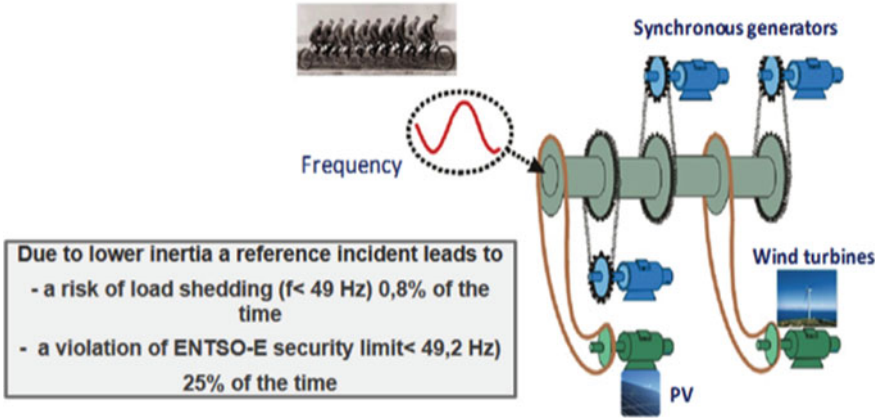 Synchronous generators
Frequency
Due to lower inertia a reference incident leads to
- a risk of load shedding (f< 49 Hz) 0,8% of the
time
- a violation of ENTSO-E security limit< 49,2 Hz)
25% of the time
Wind turbines
PV